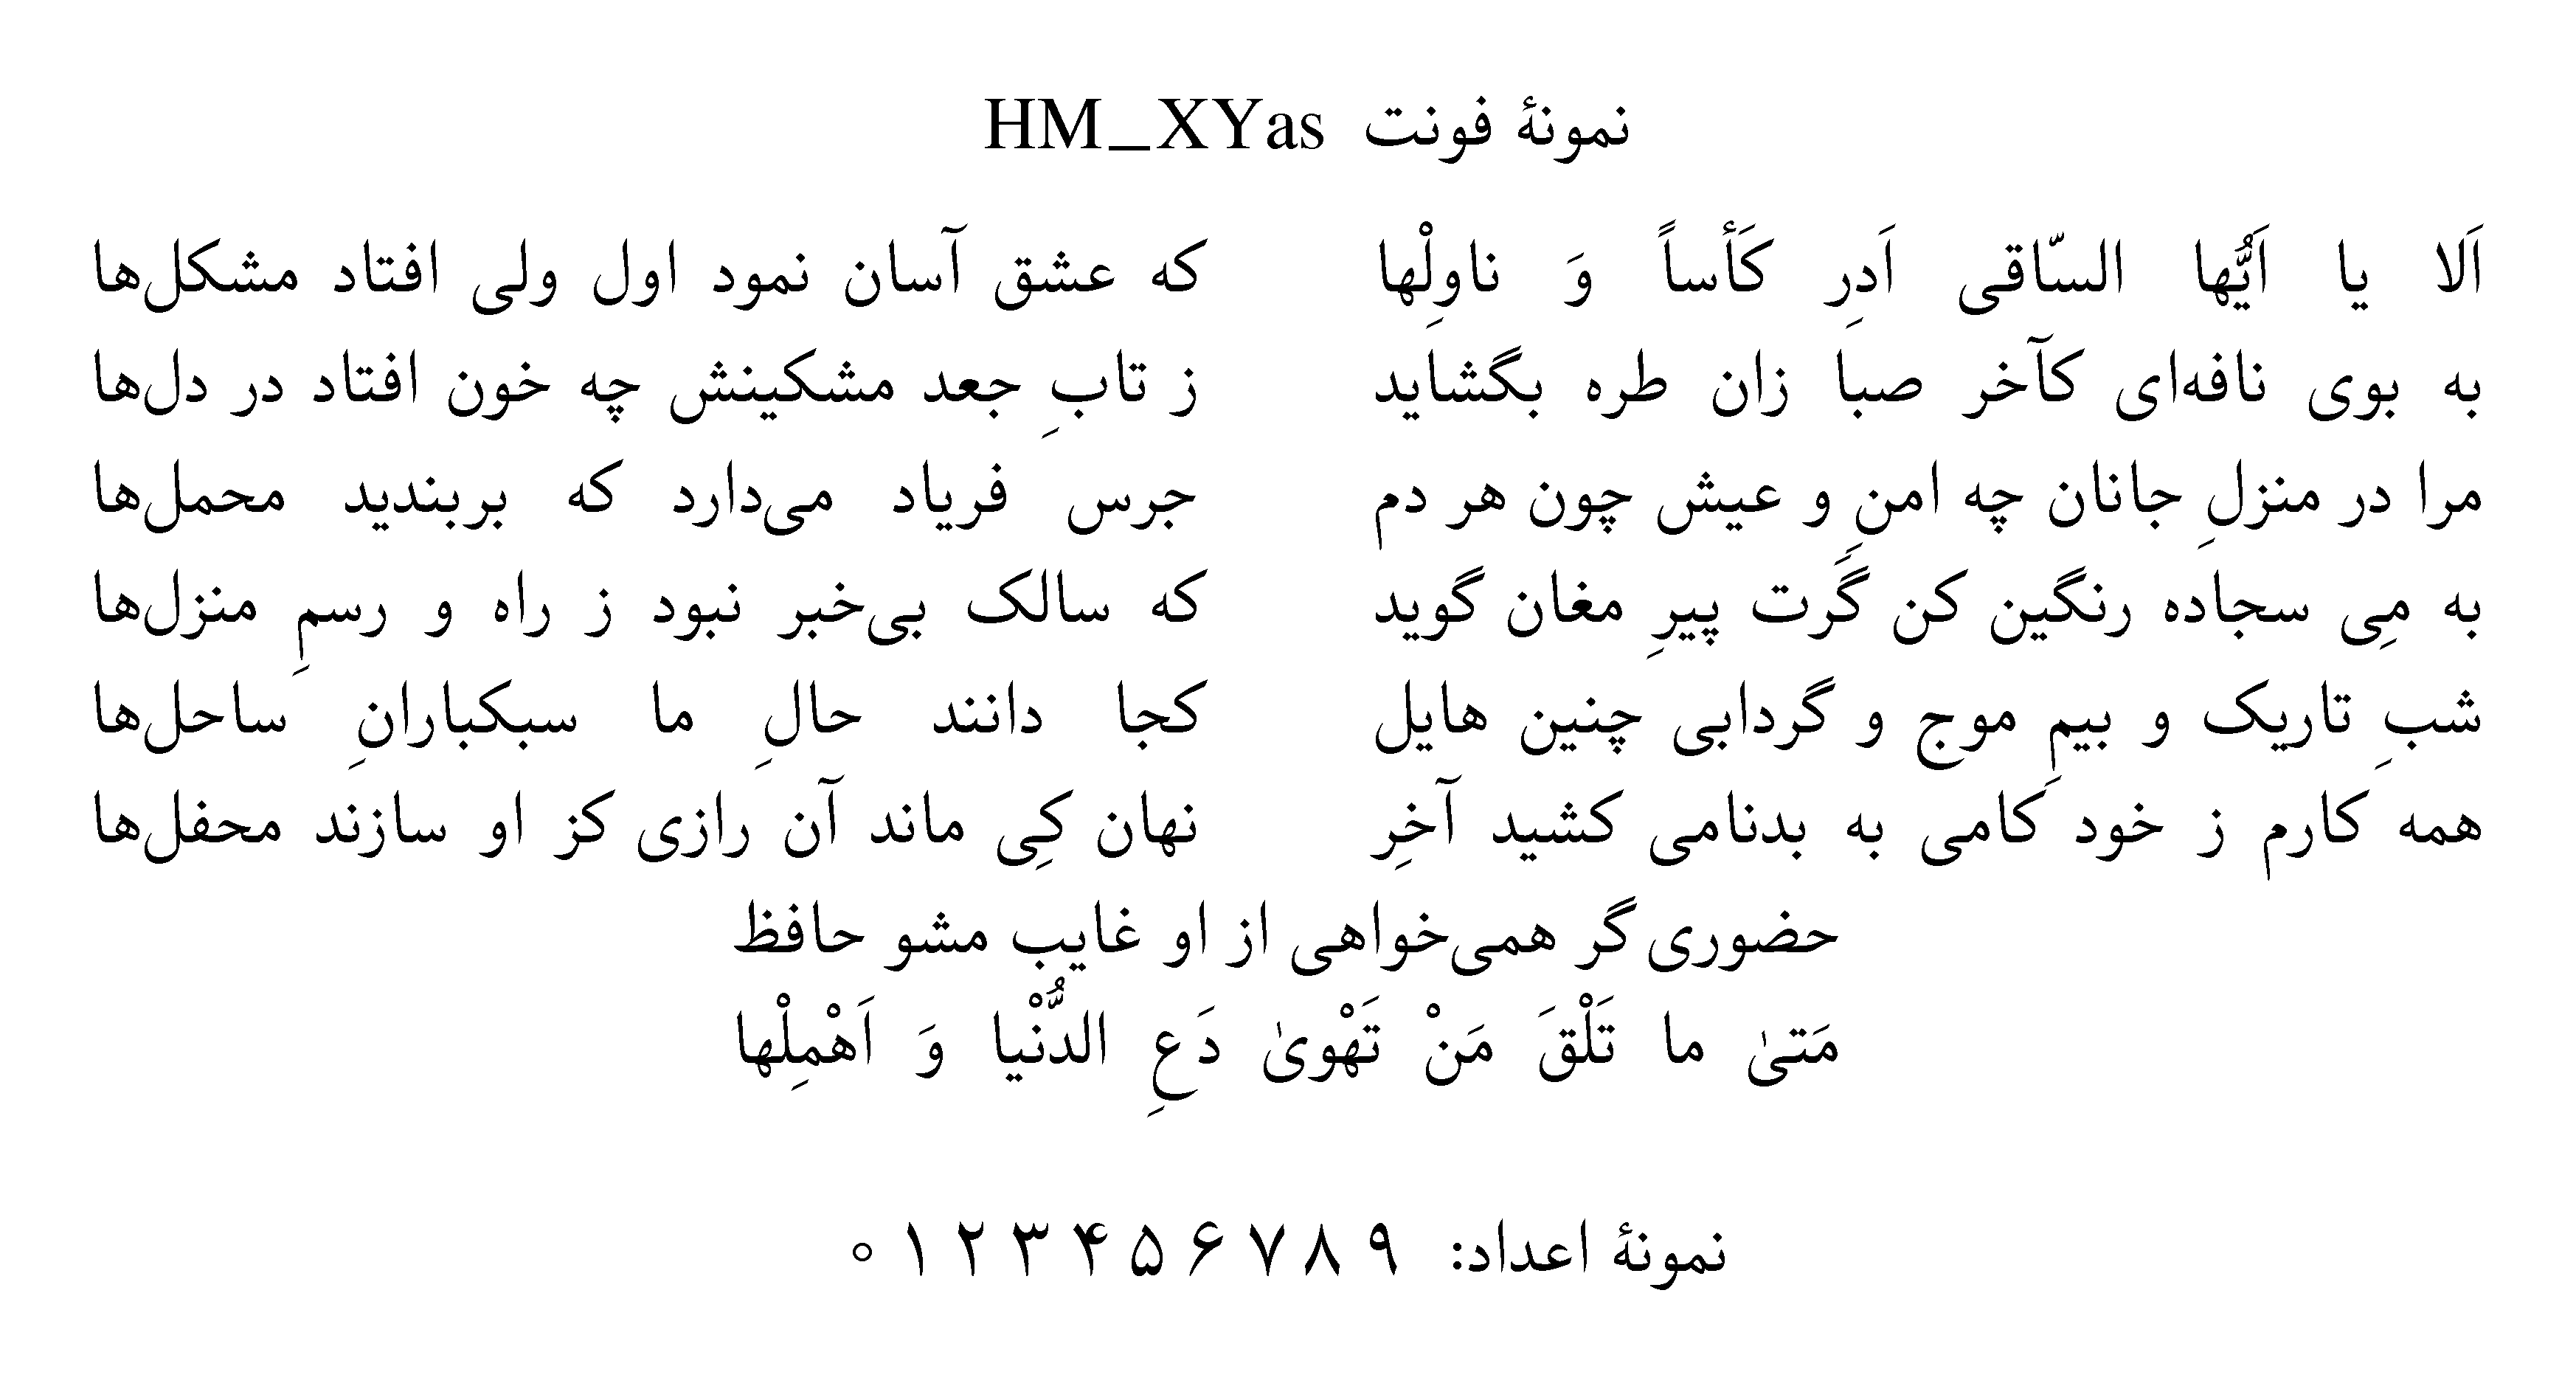 نمونهٔ فونت HM_XYas
اَلا یا اَیُّها السّاقی اَدِر کَأساً وَ ناوِلْها که عشق آسان نمود اول ولی افتاد مشکل‌ها
به بوی نافه‌ای کآخر صبا زان طره بگشاید ز تابِ جعد مشکینش چه خون افتاد در دل‌ها
مرا در منزلِ جانان چه امنِ و عیش چون هر دم جرس فریاد می‌دارد که بربندید محمل‌ها
به مِی سجاده رنگین کن گَرت پیرِ مغان گوید که سالک بی‌خبر نبود ز راه و رسمِ منزل‌ها
شبِ تاریک و بیمِ موج و گردابی چنین هایل کجا دانند حالِ ما سبکبارانِ ساحل‌ها
همه کارم ز خود کامی به بدنامی کشید آخِر نهان کِی ماند آن رازی کز او سازند محفل‌ها
حضوری گر همی‌خواهی از او غایب مشو حافظ
مَتیٰ ما تَلْقَ مَنْ تَهْویٰ دَعِ الدُّنْیا وَ اَهْمِلْها
نمونهٔ اعداد: ۹ ۸ ۷ ۶ ۵ ۴ ۳ ۲ ۱ ۰